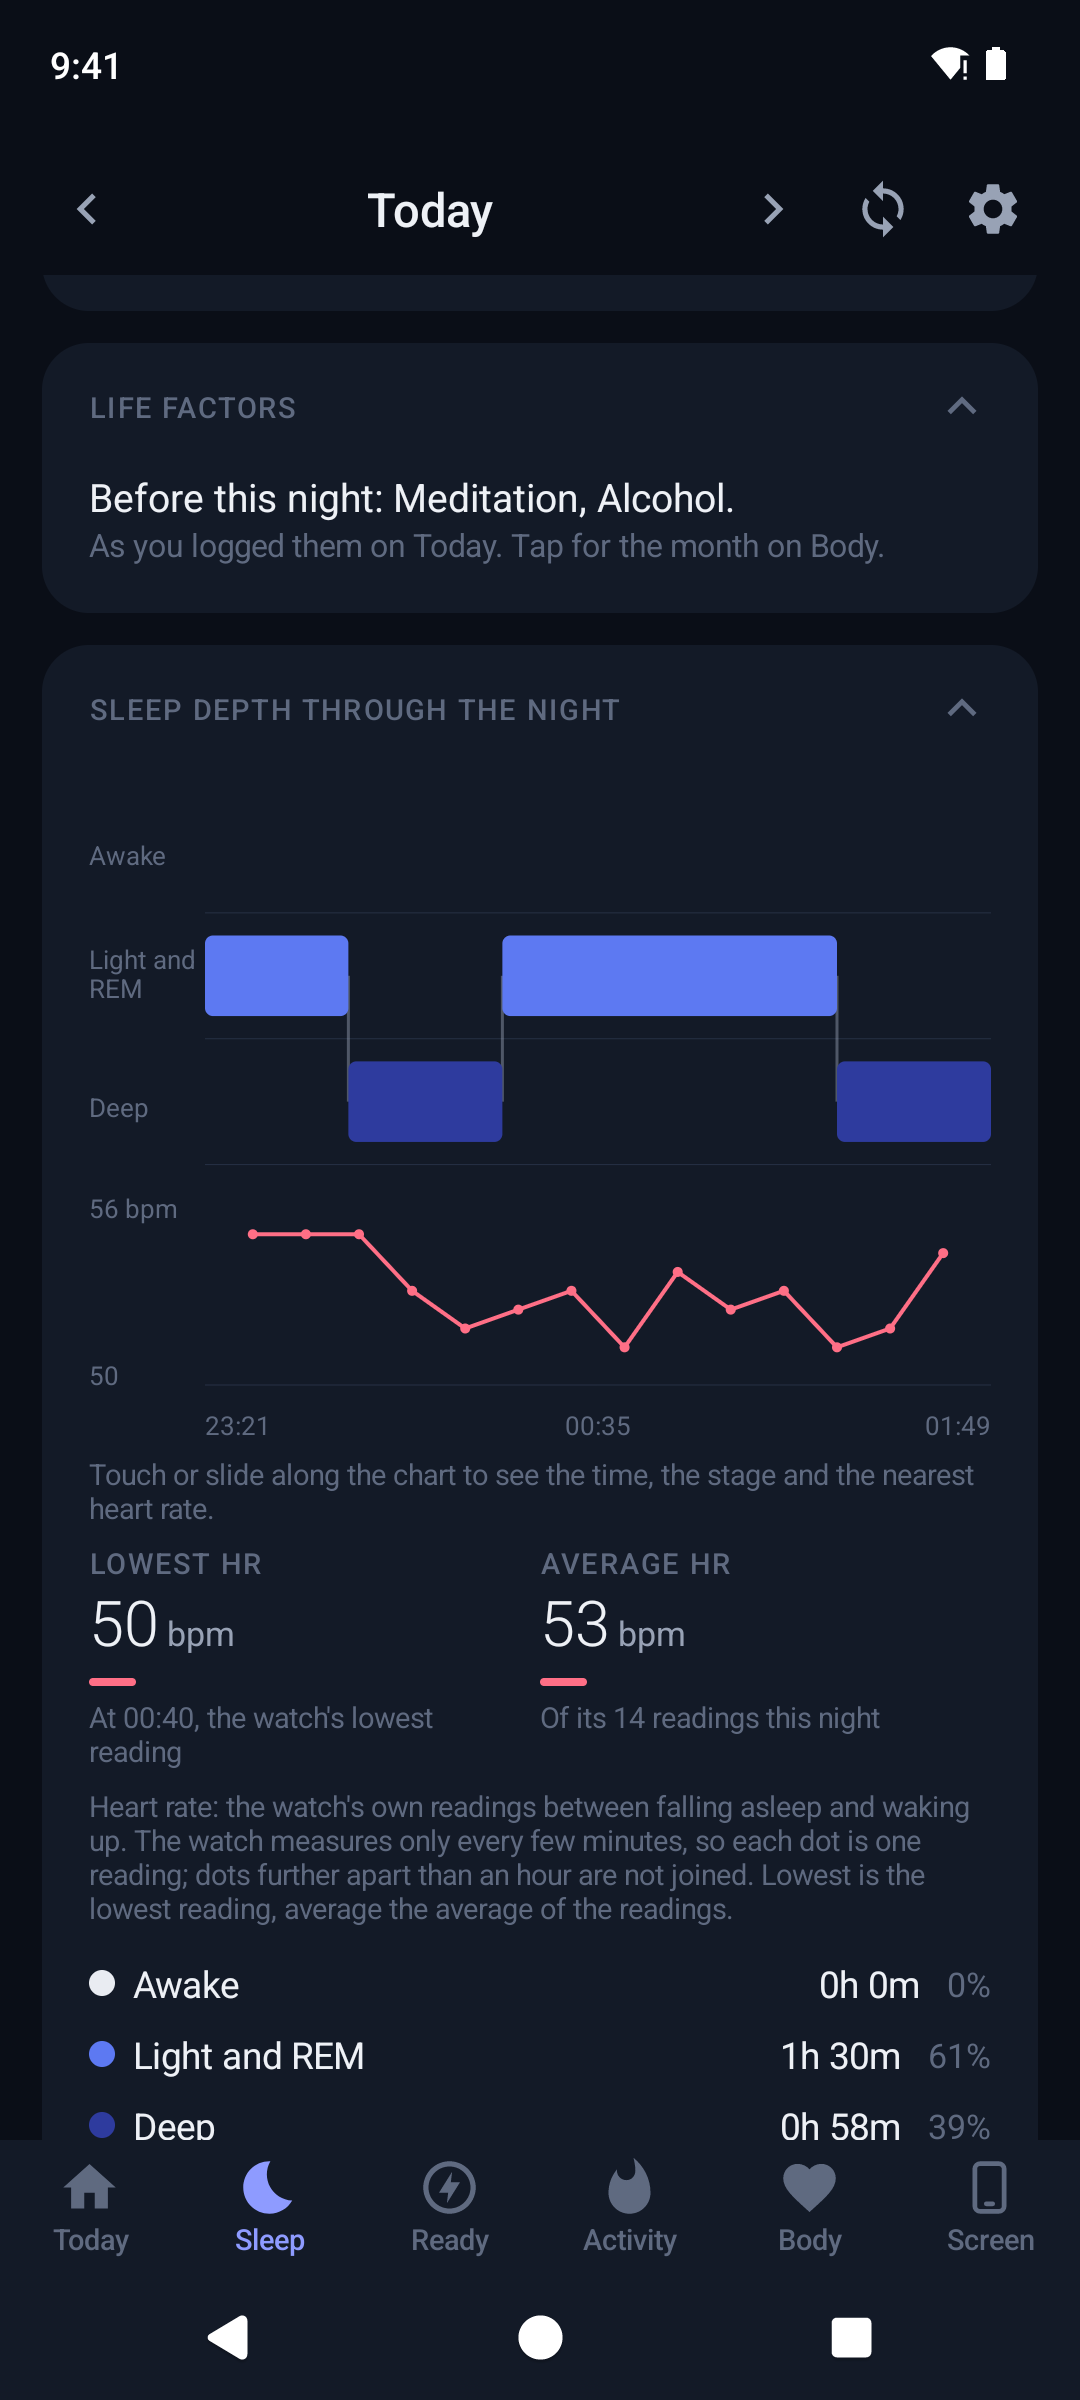 9:41
Today
LIFE FACTORS
Before this night: Meditation, Alcohol.
As you logged them on Today. Tap for the month on Body.
SLEEP DEPTH THROUGH THE NIGHT
Awake
Light and
REM
Deep
56 bpm
50
23:21 00:35 01:49
Touch or slide along the chart to see the time, the stage and the nearest
heart rate.
LOWEST HR AVERAGE HR
50 bpm 53 bpm
At 00:40, the watch's lowest Of its 14 readings this night
reading
Heart rate: the watch's own readings between falling asleep and waking
up. The watch measures only every few minutes, so each dot is one
reading; dots further apart than an hour are not joined. Lowest is the
lowest reading, average the average of the readings.
Awake 0h 0m 0%
Light and REM 1h 30m 61%
Deep 0h 58m 39%
Today Sleep Ready Activity Body Screen